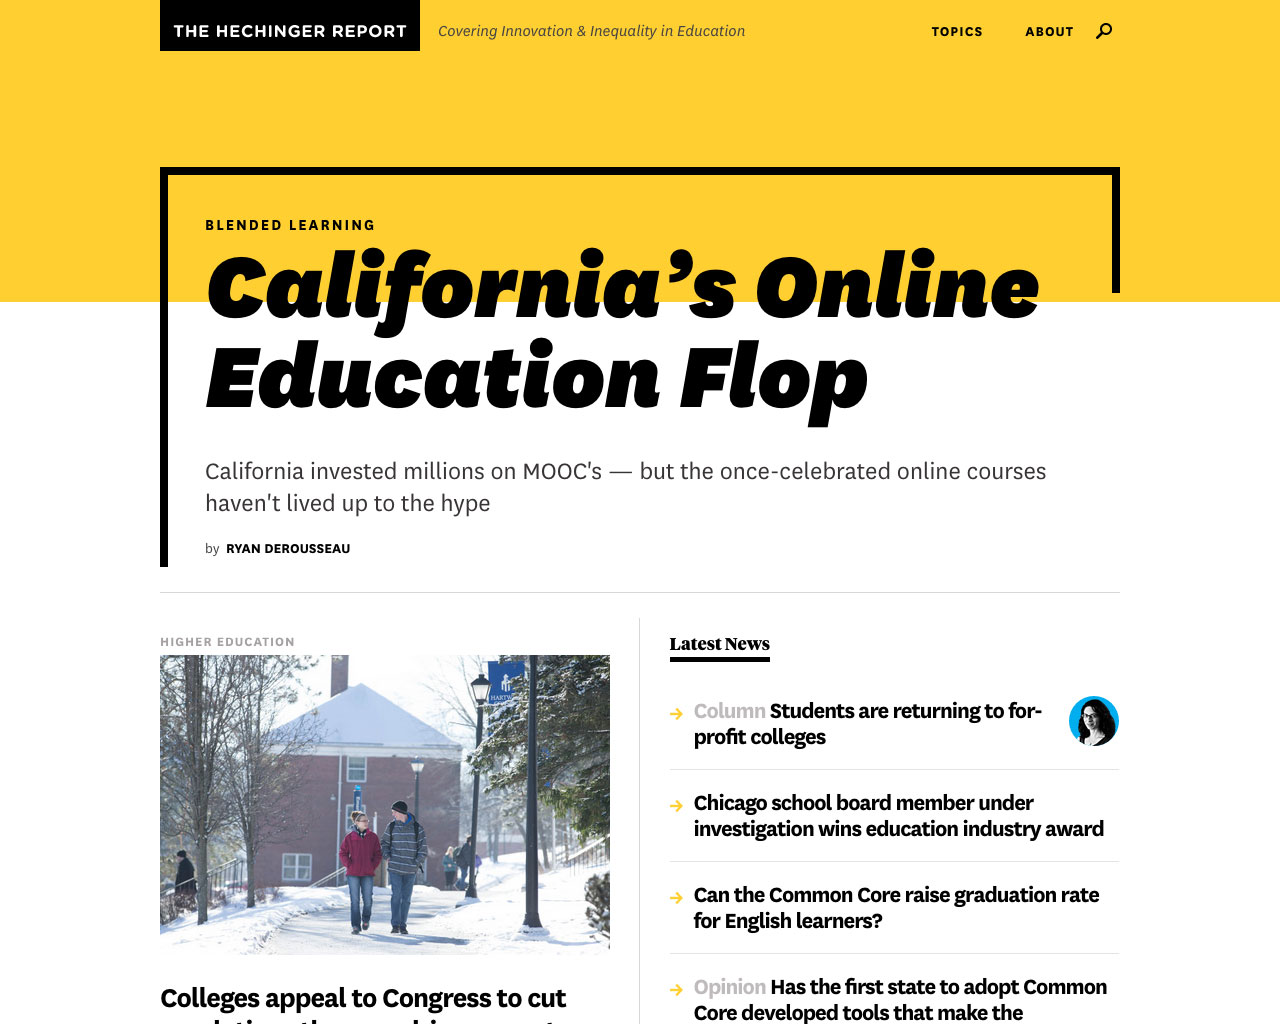 THE HECHINGER REPORT
Covering Innovation & Inequality in Education
TOPICS
ABOUT
BLENDED LEARNING
California’s Online
Education Flop
California invested millions on MOOC's — but the once-celebrated online courses
haven't lived up to the hype
by RYAN DEROUSSEAU
HIGHER EDUCATION
HARTW
Colleges appeal to Congress to cut
Latest News
Column Students are returning to for-
profit colleges
Chicago school board member under
investigation wins education industry award
Can the Common Core raise graduation rate
for English learners?
Opinion Has the first state to adopt Common
Core developed tools that make the